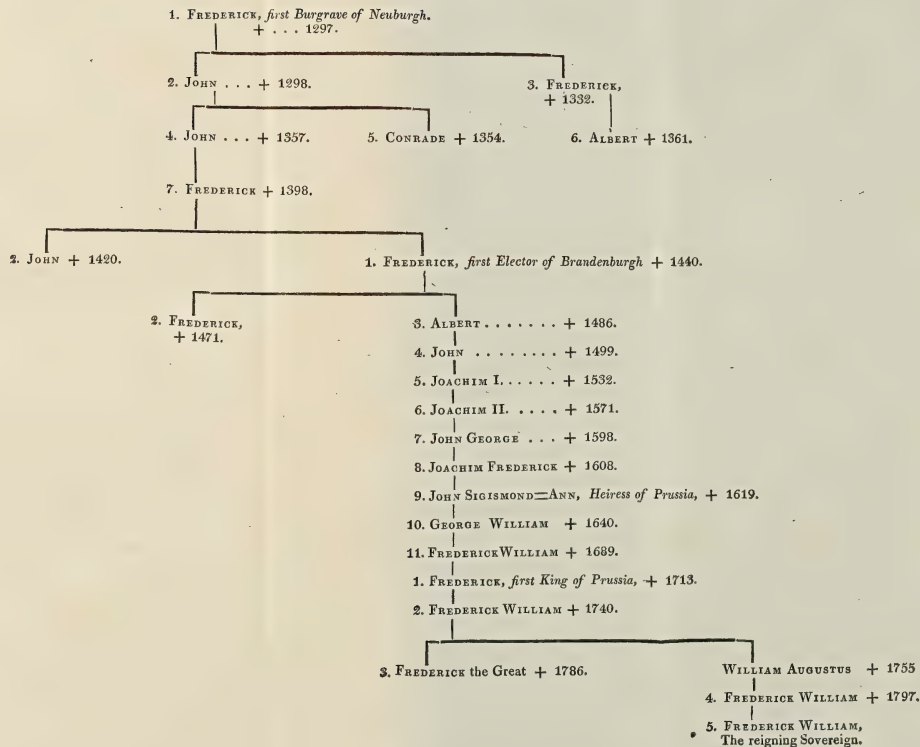 1. FREDERICK, first Burgrave of Neuburgh.
+ . . . 1297.
2. JOHN . . . + 1298.
3. FREDERICK,
+ 1332.
4. JOHN . . . + 1357.
5. CONRADE + 1354.
6. ALBERT + 1361.
7. FREDERICK + 1398.
2. JOHN + 1420.
1. FREDERICK, first Elector of Brandenburgh + 1440.
2. FREDERICK,
+ 1471.
3. ALBERT . . . . . . . + 1486.
4. JOHN . . . . . . . . . + 1499.
5. JOACHIM I. . . . . . + 1532.
6. JOACHIM II. . . . . + 1571.
7. JOHN GEORGE . . . + 1598.
8. JOACHIM FREDERICK + 1608.
9. JOHN SIGISMOND=ANN, Heiress of Prussia, + 1619.
10. GEORGE WILLIAM + 1640.
11. FREDERICK WILLIAM + 1689.
1. FREDERICK, first King of Prussia, + 1713.
2. FREDERICK WILLIAM + 1740.
3. FREDERICK the Great + 1786.
WILLIAM AUGUSTUS + 1755
4. FREDERICK WILLIAM + 1797.
5. FREDERICK WILLIAM,
The reigning Sovereign.